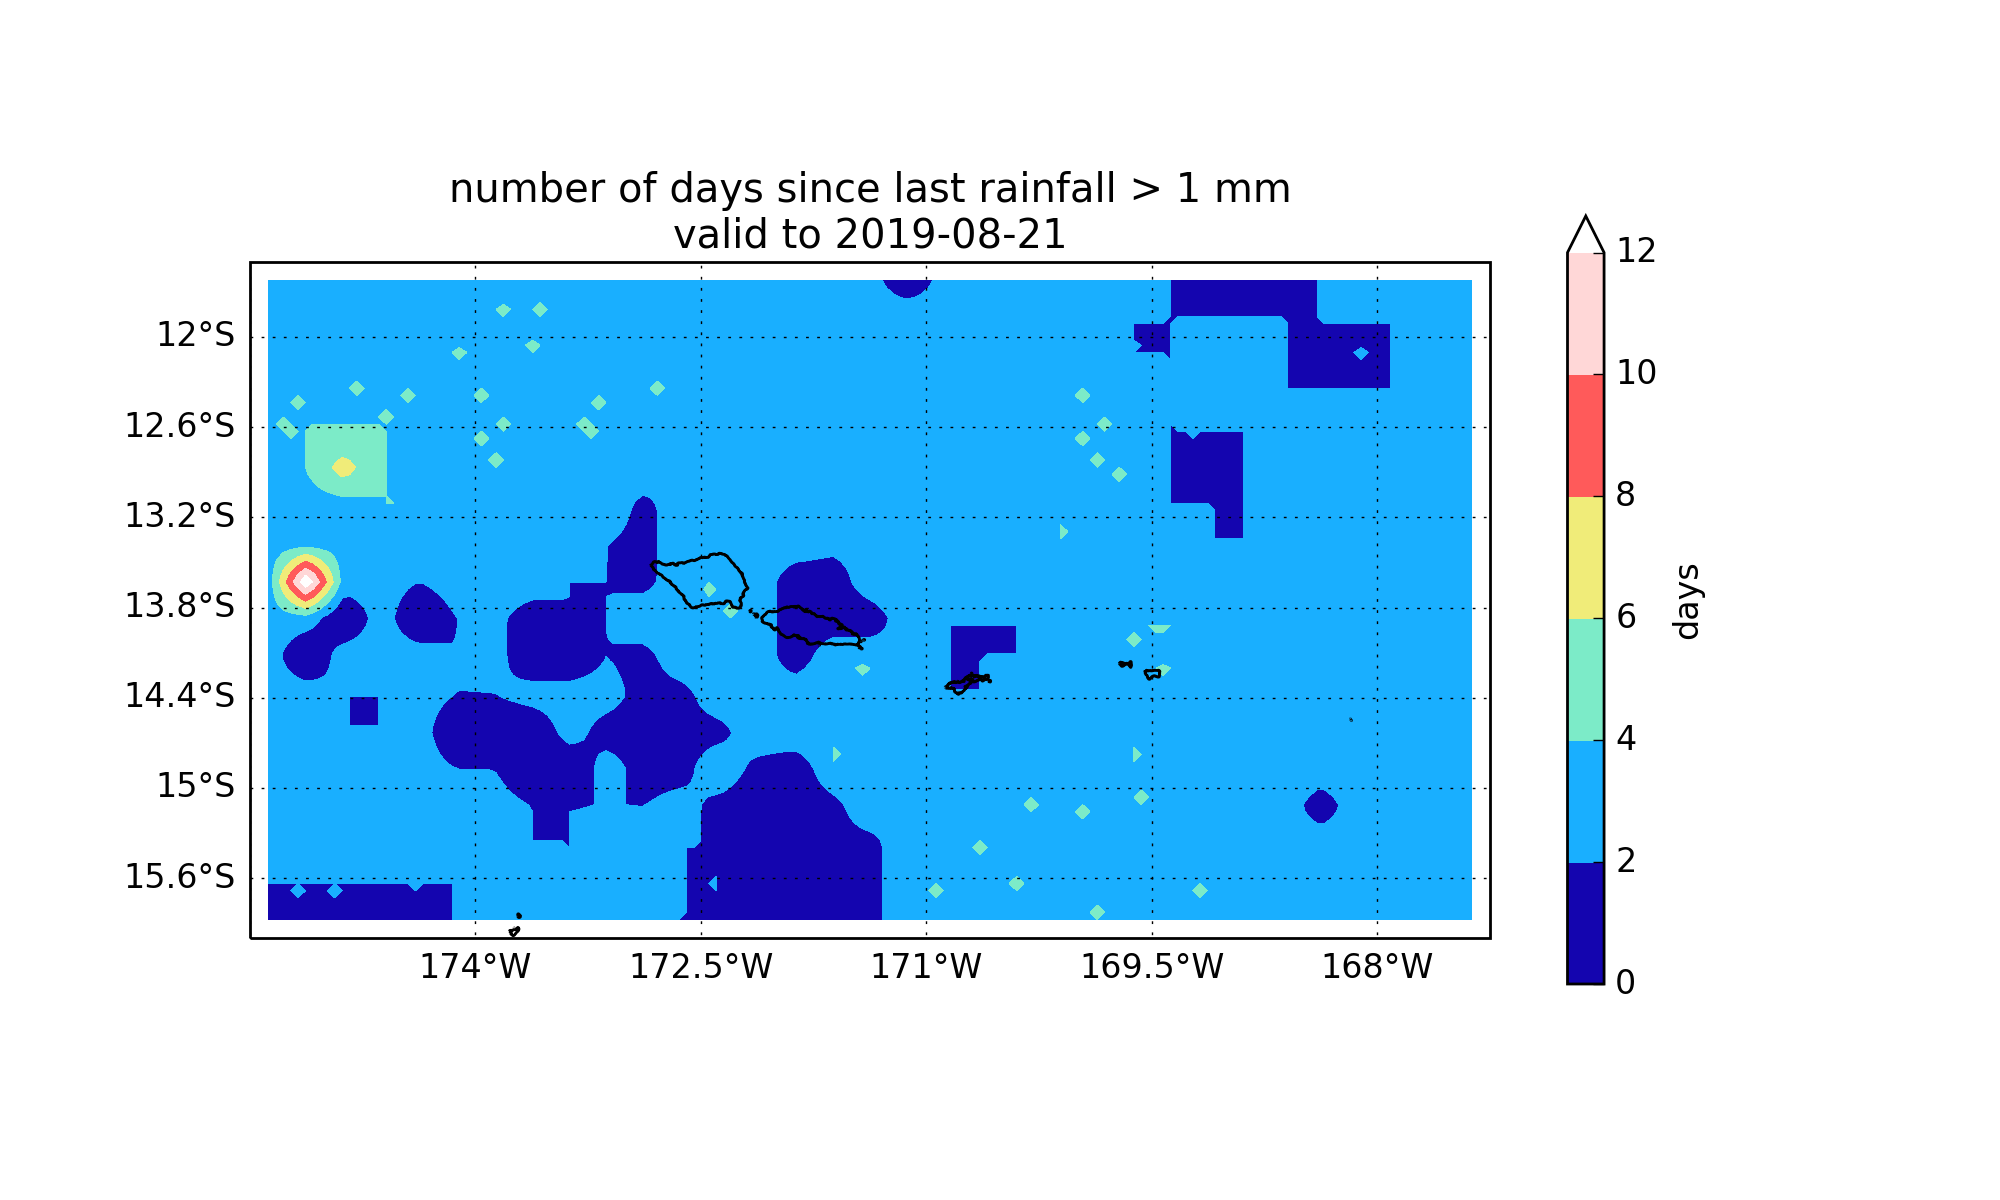 number of days since last rainfall > 1 mm
valid to 2019-08-21
12°S
12.6°S
13.2°S
13.8°S
14.4°S
15°S
15.6°S
174°W
172.5°W
171°W
169.5°W
168°W
12
10
8
6
4
2
0
days